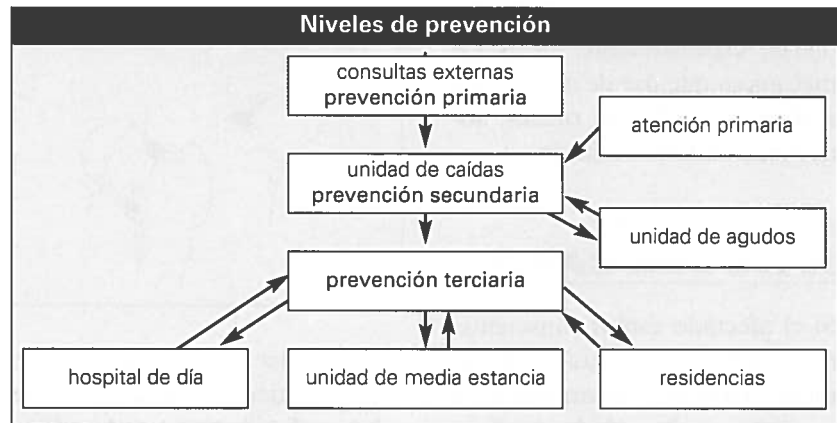 Niveles de prevención
consultas externas
prevención primaria
atención primaria
unidad de caídas
prevención secundaria
unidad de agudos
prevención terciaria
hospital de día
unidad de media estancia
residencias